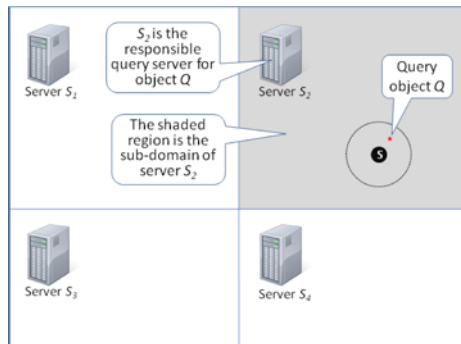 S2 is the
responsible
query server for
object Q
Server S1
Server S2
Query
object Q
The shaded
region is the
sub-domain of
server S2
S
Server S3
Server S4